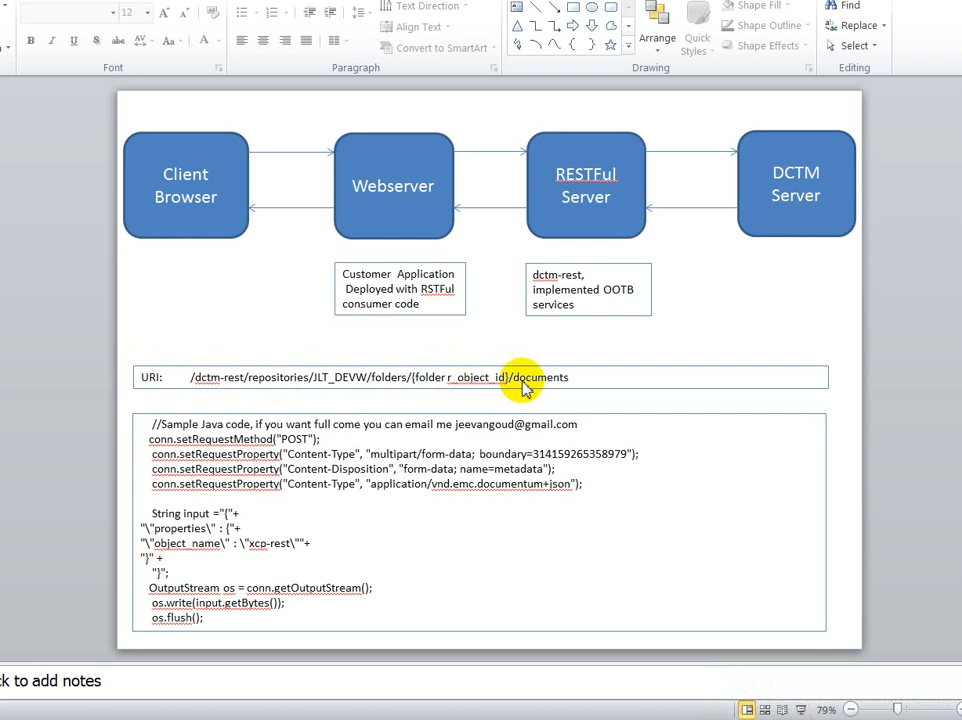 12
Text Direction
Shape Fill
Find
Align Text
Shape Outline
Replace
B I U S abc AV Aa A
Convert to SmartArt
Arrange
Quick
Styles
Shape Effects
Select
Font
Paragraph
Drawing
Editing
Client
Browser
Webserver
RESTFul
Server
DCTM
Server
Customer Application
Deployed with RSTFul
consumer code
dctm-rest,
implemented OOTB
services
URI: /dctm-rest/repositories/JLT_DEVW/folders/{folder r_object_id}/documents
//Sample Java code, if you want full come you can email me jeevangoud@gmail.com
conn.setRequestMethod("POST");
conn.setRequestProperty("Content-Type", "multipart/form-data; boundary=314159265358979");
conn.setRequestProperty("Content-Disposition", "form-data; name=metadata");
conn.setRequestProperty("Content-Type", "application/vnd.emc.documentum+json");
String input ="{"+
"\"properties\" : {"+
"\"object_name\" : \"xcp-rest\""+
"}" +
"}";
OutputStream os = conn.getOutputStream();
os.write(input.getBytes());
os.flush();
ck to add notes
79%